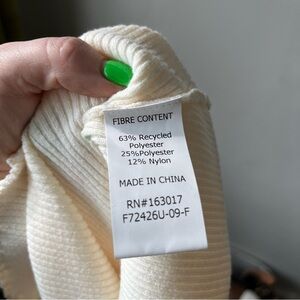 FIBRE CONTENT
63% Recycled
Polyester
25%Polyester
12% Nylon
MADE IN CHINA
RN#163017
F72426U-09-F